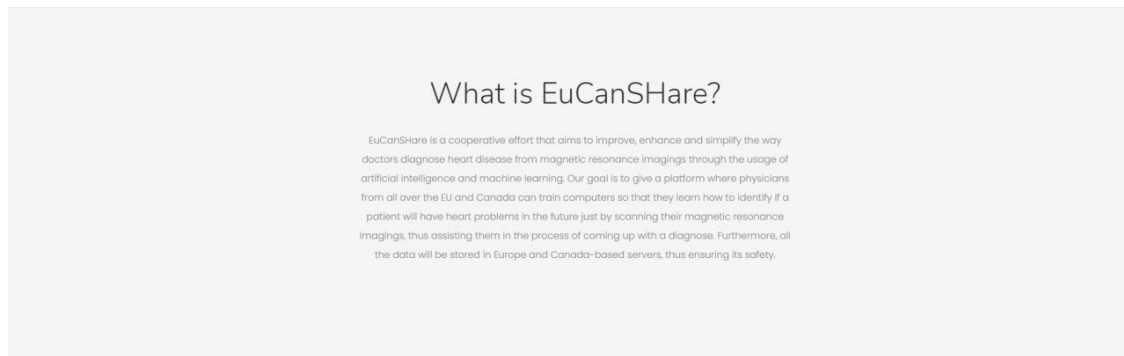 What is EuCanSHare?
EuCanSHare is a cooperative effort that aims to improve, enhance and simplify the way
doctors diagnose heart disease from magnetic resonance imagings through the usage of
artificial intelligence and machine learning. Our goal is to give a platform where physicians
from all over the EU and Canada can train computers so that they learn how to identify if a
patient will have heart problems in the future just by scanning their magnetic resonance
imagings, thus assisting them in the process of coming up with a diagnose. Furthermore, all
the data will be stored in Europe and Canada-based servers, thus ensuring its safety.